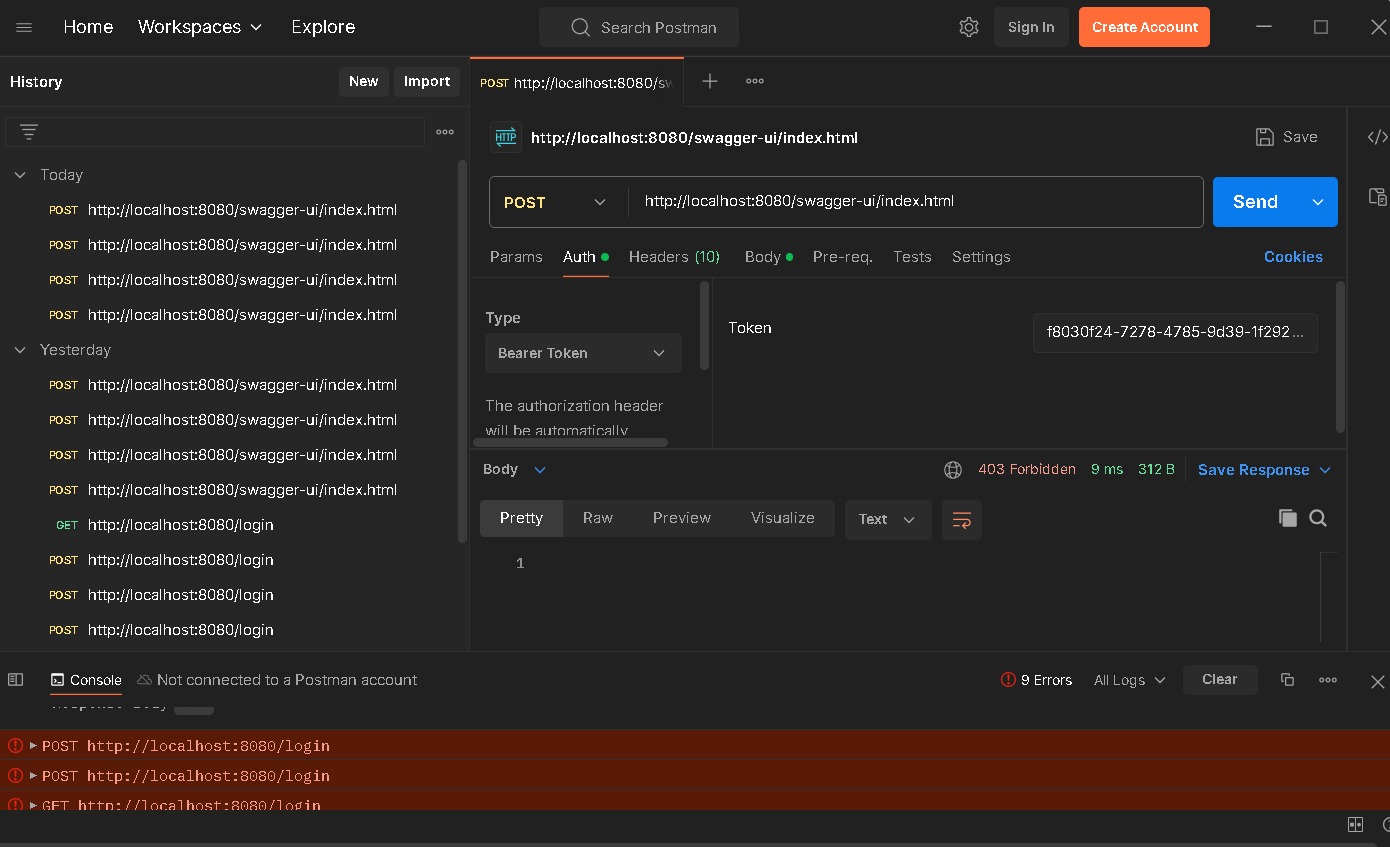 Home Workspaces Explore Search Postman Sign In Create Account
History New Import
POST http://localhost:8080/sw
HTTP http://localhost:8080/swagger-ui/index.html Save
Today
POST http://localhost:8080/swagger-ui/index.html
POST http://localhost:8080/swagger-ui/index.html
POST http://localhost:8080/swagger-ui/index.html
POST http://localhost:8080/swagger-ui/index.html
Yesterday
POST http://localhost:8080/swagger-ui/index.html
POST http://localhost:8080/swagger-ui/index.html
POST http://localhost:8080/swagger-ui/index.html
POST http://localhost:8080/swagger-ui/index.html
GET http://localhost:8080/login
POST http://localhost:8080/login
POST http://localhost:8080/login
POST http://localhost:8080/login
POST http://localhost:8080/swagger-ui/index.html Send
Params Auth Headers (10) Body Pre-req. Tests Settings Cookies
Type
Bearer Token
The authorization header
will be automatically
Token f8030f24-7278-4785-9d39-1f292...
Body 403 Forbidden 9 ms 312 B Save Response
Pretty Raw Preview Visualize Text
1
Console Not connected to a Postman account 9 Errors All Logs Clear
POST http://localhost:8080/login
POST http://localhost:8080/login
GET http://localhost:8080/login